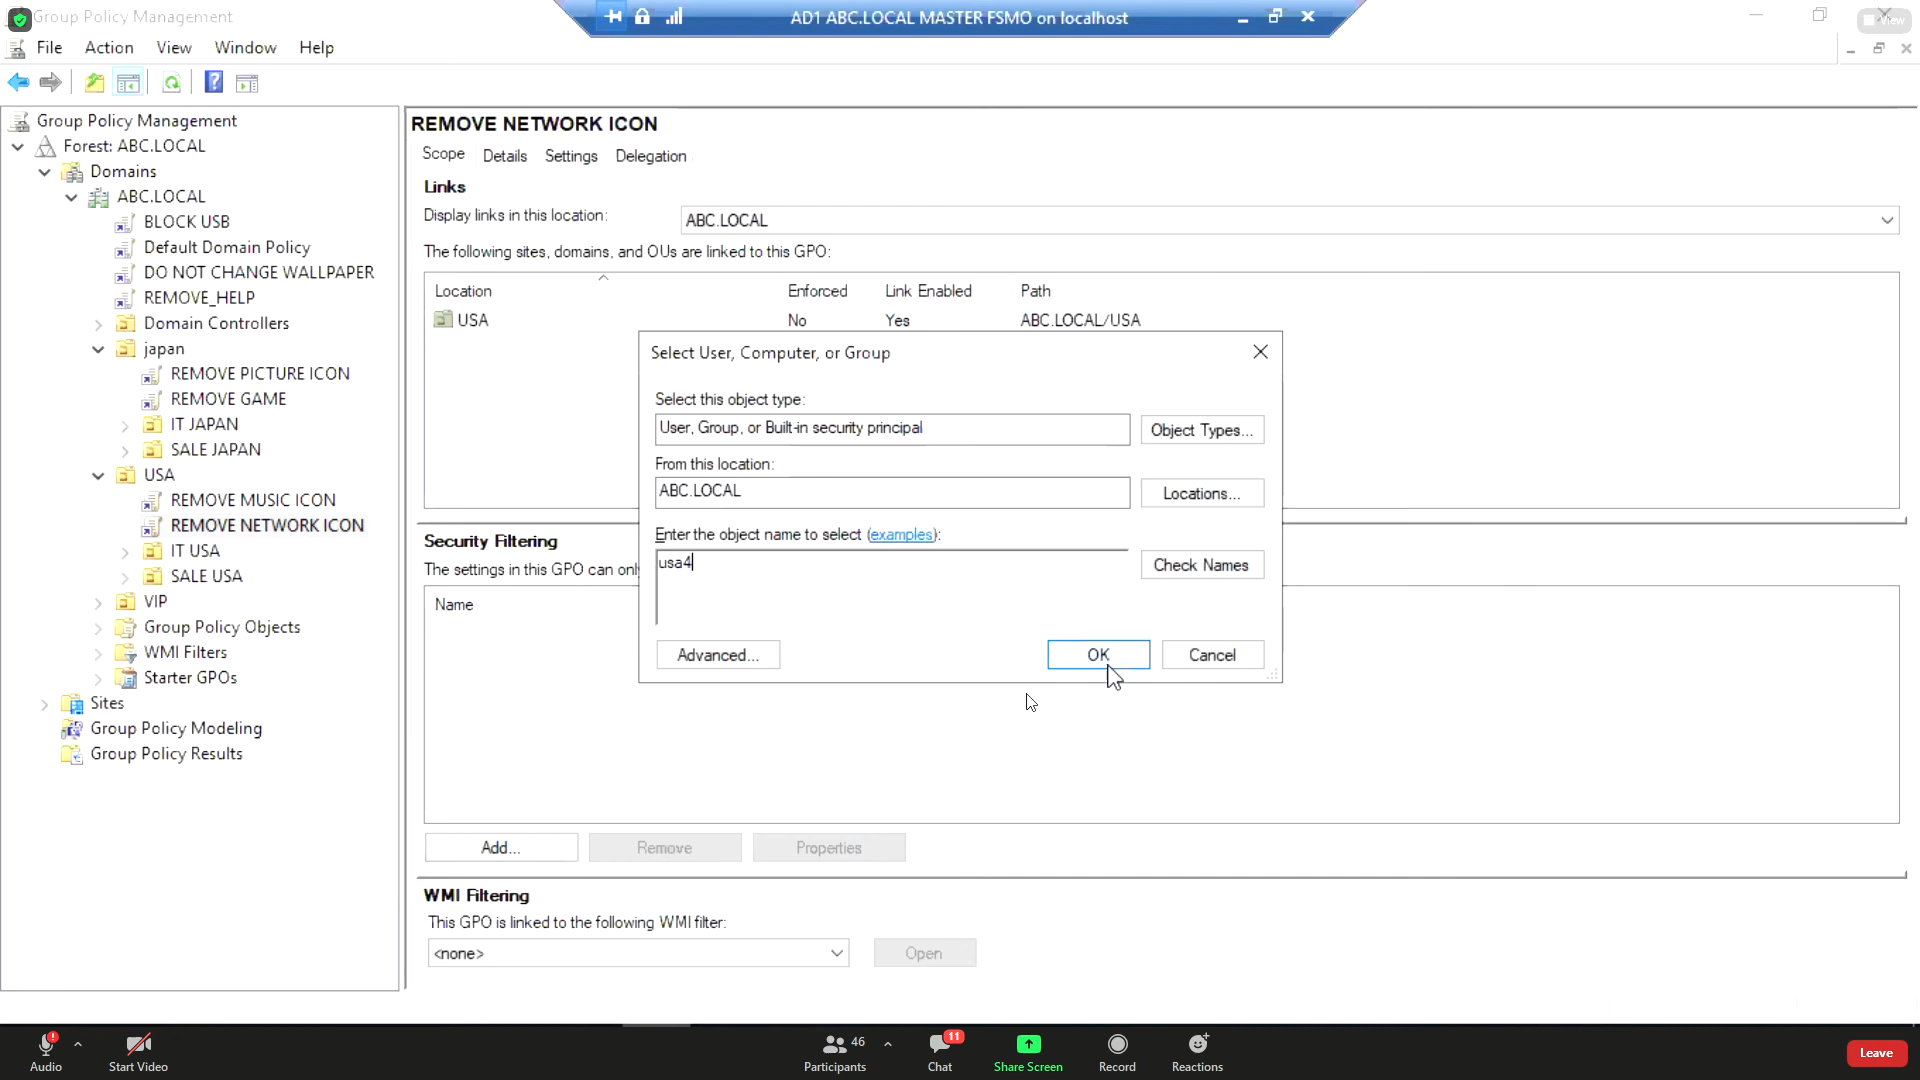 Group Policy Management
AD1 ABC.LOCAL MASTER FSMO on localhost
View
File Action View Window Help
Group Policy Management
Forest: ABC.LOCAL
Domains
ABC.LOCAL
BLOCK USB
Default Domain Policy
DO NOT CHANGE WALLPAPER
REMOVE_HELP
Domain Controllers
japan
REMOVE PICTURE ICON
REMOVE GAME
IT JAPAN
SALE JAPAN
USA
REMOVE MUSIC ICON
REMOVE NETWORK ICON
IT USA
SALE USA
VIP
Group Policy Objects
WMI Filters
Starter GPOs
Sites
Group Policy Modeling
Group Policy Results
REMOVE NETWORK ICON
Scope Details Settings Delegation
Links
Display links in this location: ABC.LOCAL
The following sites, domains, and OUs are linked to this GPO:
Location Enforced Link Enabled Path
USA No Yes ABC.LOCAL/USA
Select User, Computer, or Group
Select this object type:
User, Group, or Built-in security principal Object Types...
From this location:
ABC.LOCAL Locations...
Enter the object name to select (examples):
usa4 Check Names
Advanced... OK Cancel
Security Filtering
The settings in this GPO can onl
Name
Add... Remove Properties
WMI Filtering
This GPO is linked to the following WMI filter:
<none> Open
Audio Start Video Participants 46 Chat 11 Share Screen Record Reactions Leave